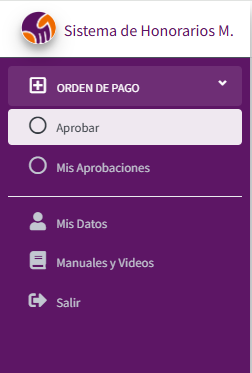 Sistema de Honorarios M.
ORDEN DE PAGO
Aprobar
Mis Aprobaciones
Mis Datos
Manuales y Videos
Salir